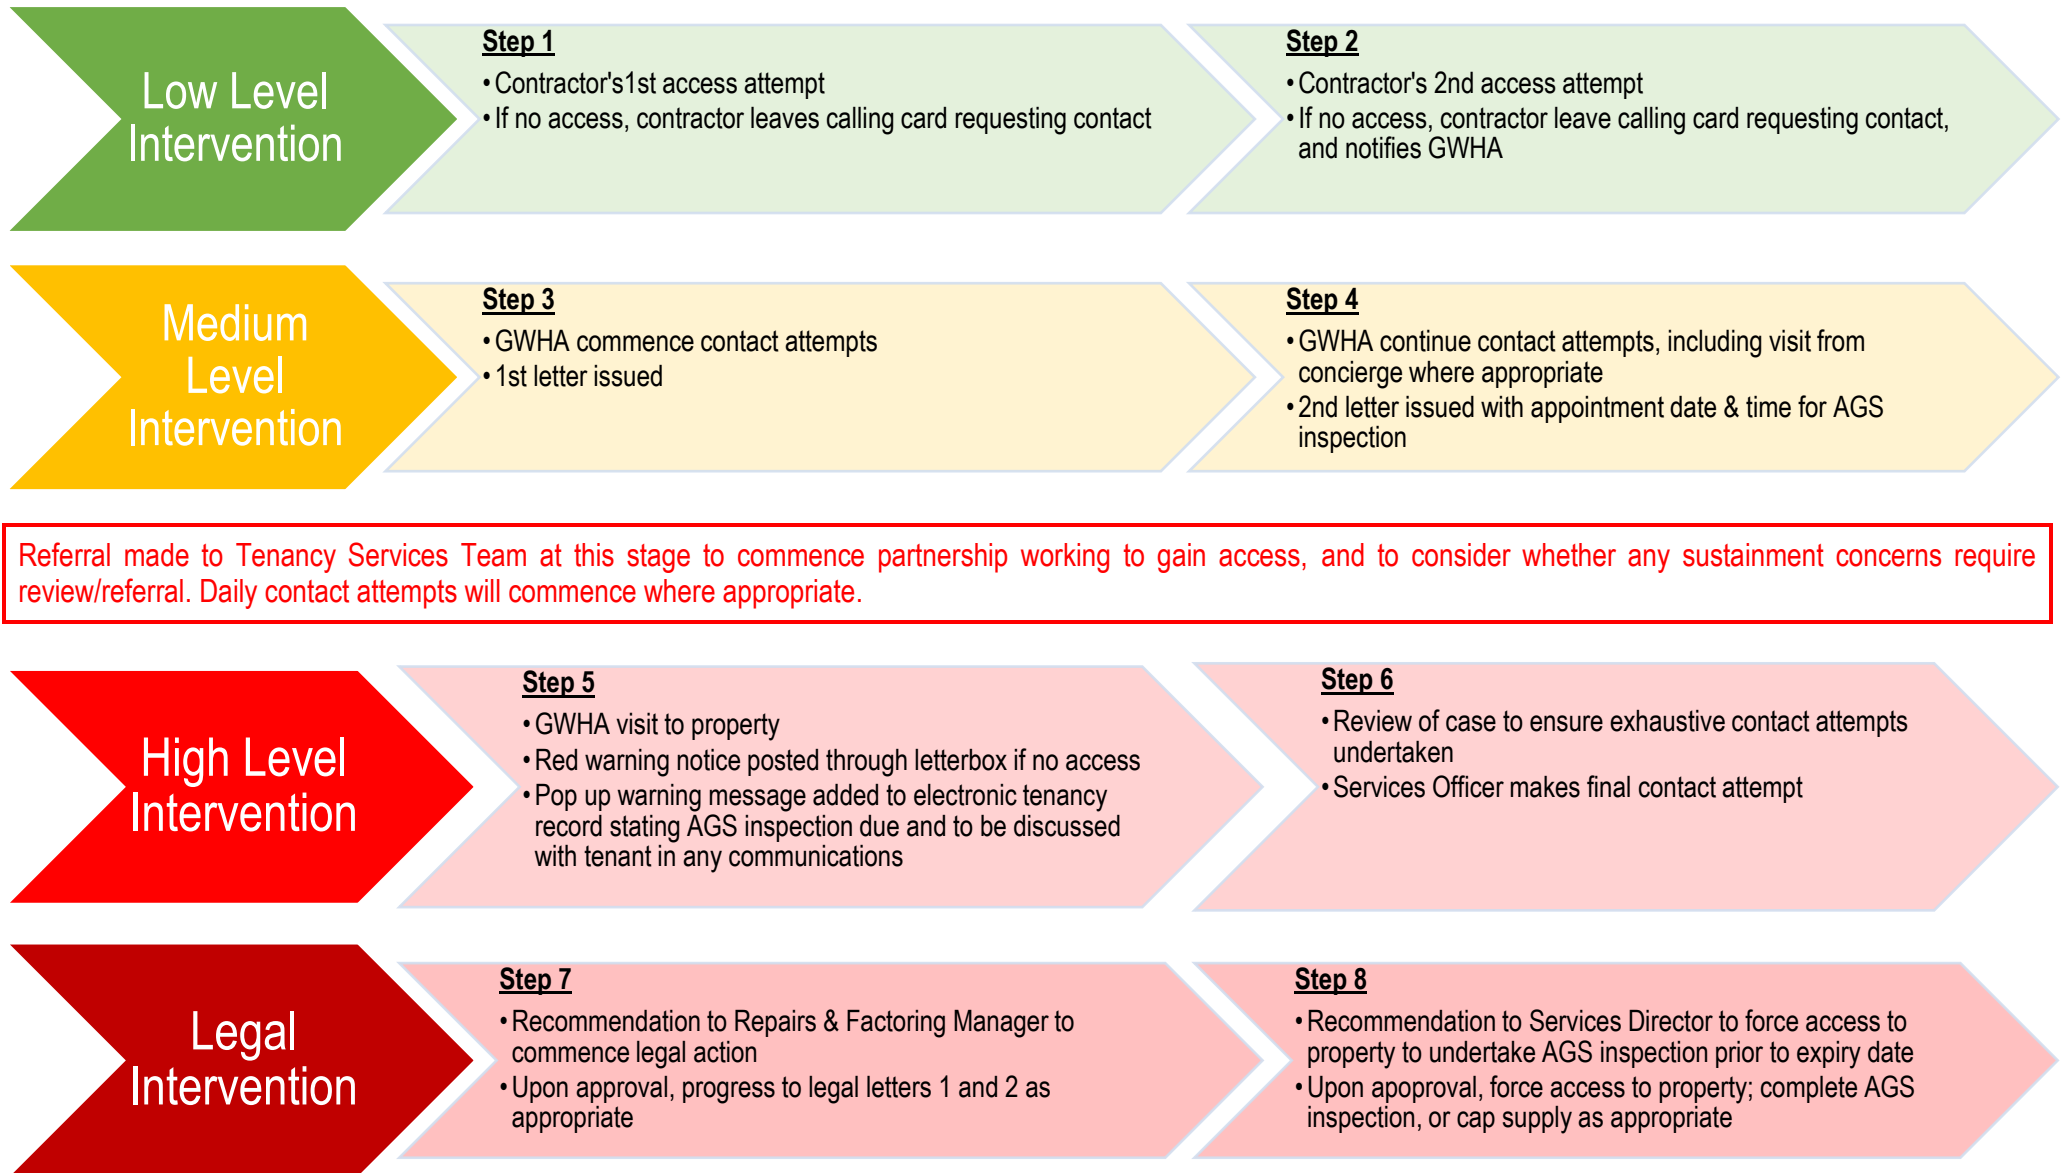 Low Level
Intervention
Step 1
•Contractor's1st access attempt
•If no access, contractor leaves calling card requesting contact
Step 2
•Contractor's 2nd access attempt
•If no access, contractor leave calling card requesting contact,
and notifies GWHA
Medium
Level
Intervention
Step 3
•GWHA commence contact attempts
•1st letter issued
Step 4
•GWHA continue contact attempts, including visit from
concierge where appropriate
•2nd letter issued with appointment date & time for AGS
inspection
Referral made to Tenancy Services Team at this stage to commence partnership working to gain access, and to consider whether any sustainment concerns require
review/referral. Daily contact attempts will commence where appropriate.
High Level
Intervention
Step 5
•GWHA visit to property
•Red warning notice posted through letterbox if no access
•Pop up warning message added to electronic tenancy
record stating AGS inspection due and to be discussed
with tenant in any communications
Step 6
•Review of case to ensure exhaustive contact attempts
undertaken
•Services Officer makes final contact attempt
Legal
Intervention
Step 7
•Recommendation to Repairs & Factoring Manager to
commence legal action
•Upon approval, progress to legal letters 1 and 2 as
appropriate
Step 8
•Recommendation to Services Director to force access to
property to undertake AGS inspection prior to expiry date
•Upon apoproval, force access to property; complete AGS
inspection, or cap supply as appropriate